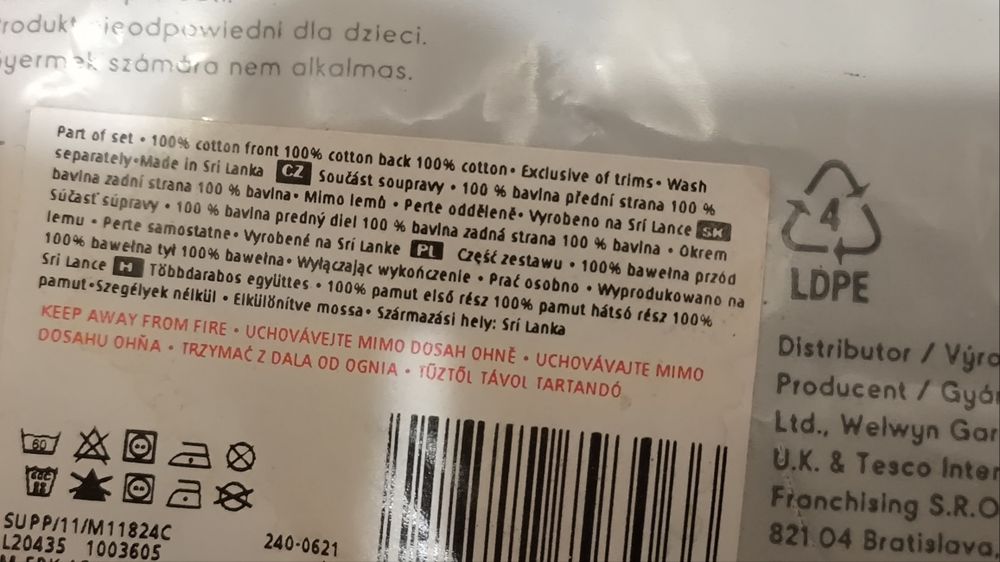 nieodpowiedni dla dzieci.
számára nem alkalmas.
Part of set • 100% cotton front 100% cotton back 100% cotton • Exclusive of trims • Wash
separately • Made in Sri Lanka CZ Součást soupravy • 100 % bavlna přední strana 100 %
bavlna zadní strana 100 % bavlna • Mimo lemů • Perte odděleně • Vyrobeno na Srí Lance SK
Súčasť súpravy • 100 % bavlna predný diel 100 % bavlna zadná strana 100 % bavlna • Okrem
lemu • Perte samostatne • Vyrobené na Srí Lanke PL Część zestawu • 100% bawełna przód
100% bawełna tył 100% bawełna • Wyłączając wykończenie • Prać osobno • Wyprodukowano na
Sri Lance H Többdarabos együttes • 100% pamut első rész 100% pamut hátsó rész 100%
pamut • Szegélyek nélkül • Elkülönítve mossa • Származási hely: Srí Lanka
KEEP AWAY FROM FIRE • UCHOVÁVEJTE MIMO DOSAH OHNĚ • UCHOVÁVAJTE MIMO
DOSAHU OHŇA • TRZYMAĆ Z DALA OD OGNIA • TŰZTŐL TÁVOL TARTANDÓ
60
SUPP/11/M11824C
L20435 1003605
240-0621
4
LDPE
Distributor /
Producent /
Ltd., Welwyn
U.K. & Tesco
Franchising
821 04 Bratislava,